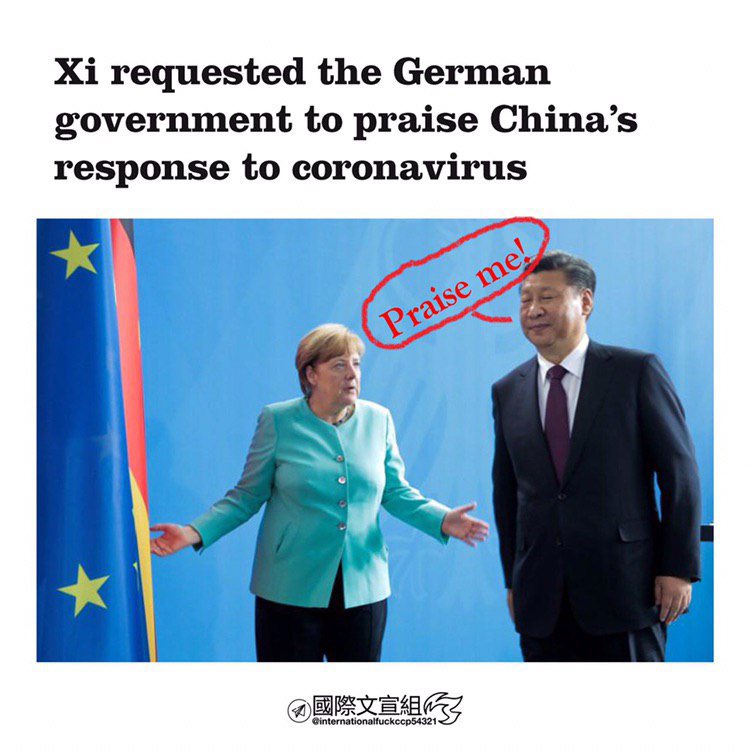 Xi requested the German
government to praise China’s
response to coronavirus
Praise me!
國際文宣組
@internationalfuckccp54321